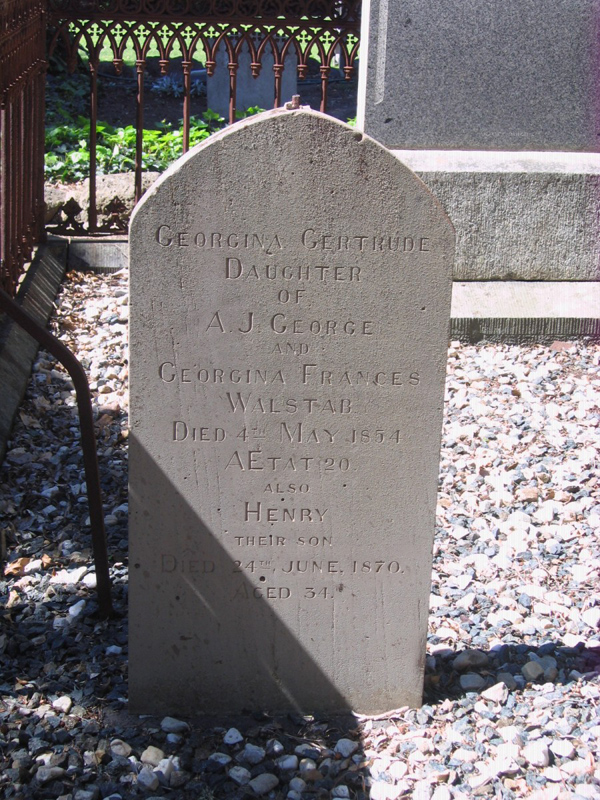 GEORGINA GERTRUDE
DAUGHTER
OF
A. J. GEORGE
AND
GEORGINA FRANCES
WALSTAB
DIED 4TH MAY 1854
AETAT 20
ALSO
HENRY
THEIR SON
DIED 24TH, JUNE, 1870.
AGED 34.